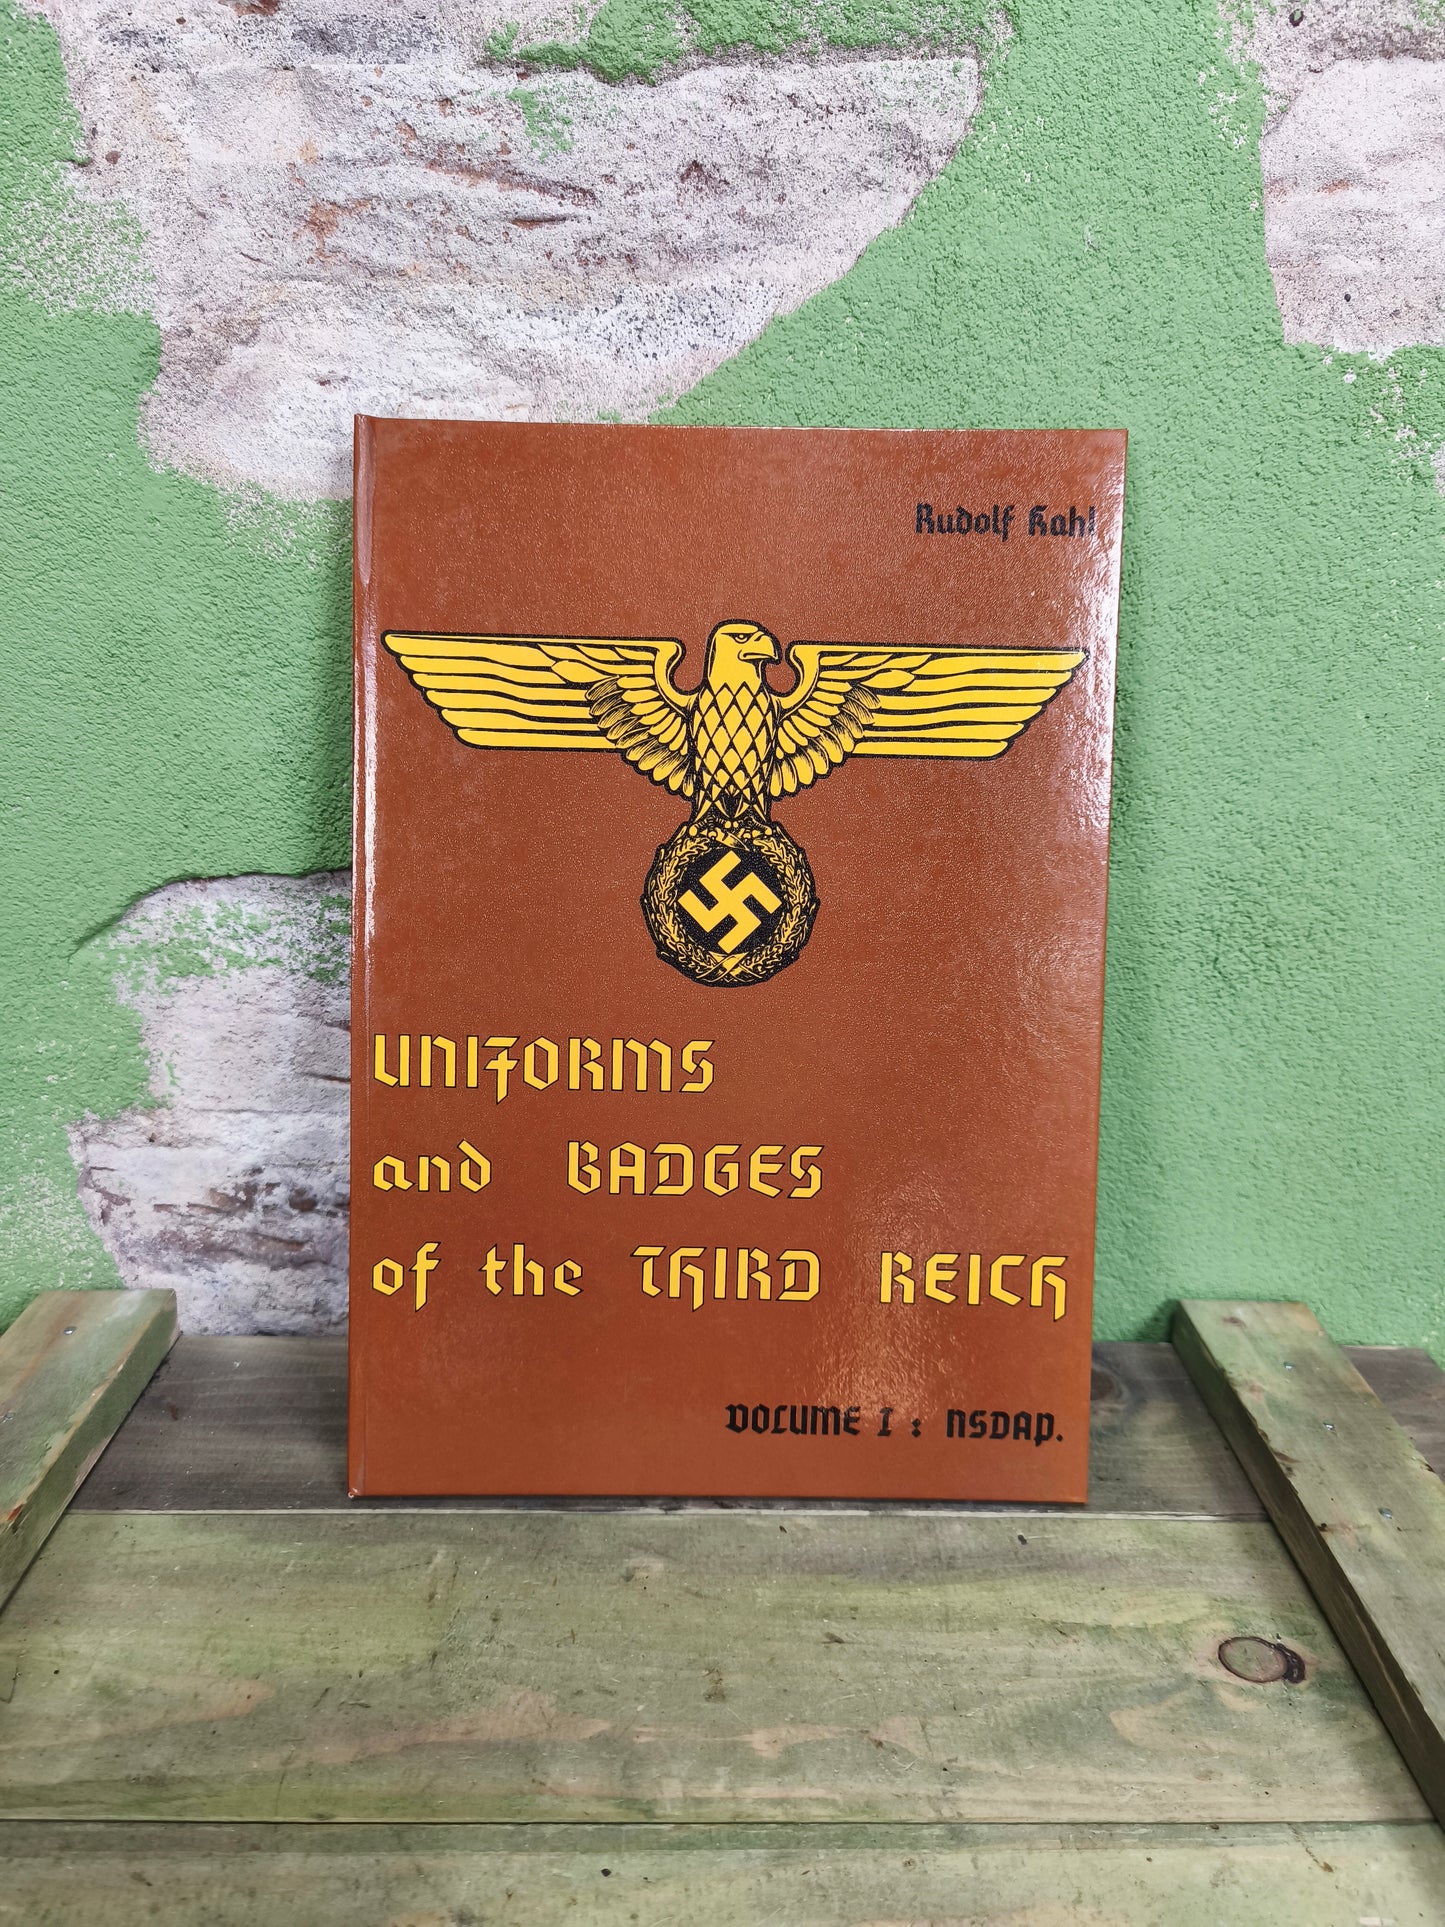 Rudolf Kahl
UNIFORMS
and BADGES
of the THIRD REICH
VOLUME I : NSDAP.